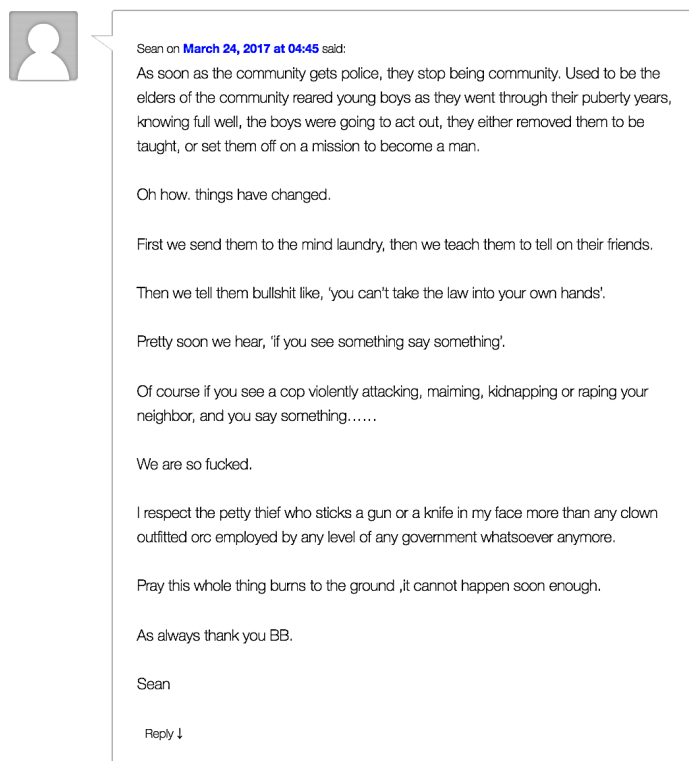 Sean on March 24, 2017 at 04:45 said:
As soon as the community gets police, they stop being community. Used to be the
elders of the community reared young boys as they went through their puberty years,
knowing full well, the boys were going to act out, they either removed them to be
taught, or set them off on a mission to become a man.
Oh how. things have changed.
First we send them to the mind laundry, then we teach them to tell on their friends.
Then we tell them bullshit like, ‘you can't take the law into your own hands’.
Pretty soon we hear, ‘if you see something say something’.
Of course if you see a cop violently attacking, maiming, kidnapping or raping your
neighbor, and you say something……
We are so fucked.
I respect the petty thief who sticks a gun or a knife in my face more than any clown
outfitted orc employed by any level of any government whatsoever anymore.
Pray this whole thing burns to the ground ,it cannot happen soon enough.
As always thank you BB.
Sean
Reply ↓